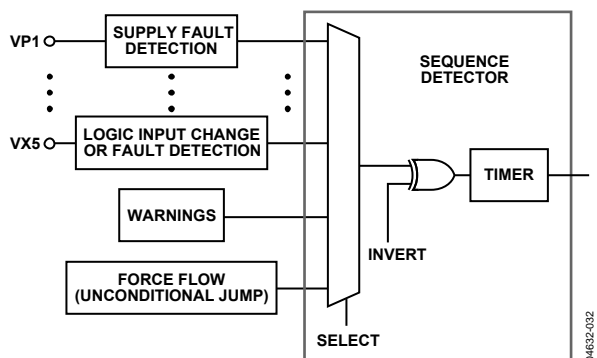 VP1
SUPPLY FAULT
DETECTION
VX5
LOGIC INPUT CHANGE
OR FAULT DETECTION
WARNINGS
FORCE FLOW
(UNCONDITIONAL JUMP)
SELECT
SEQUENCE
DETECTOR
INVERT
TIMER
04632-032